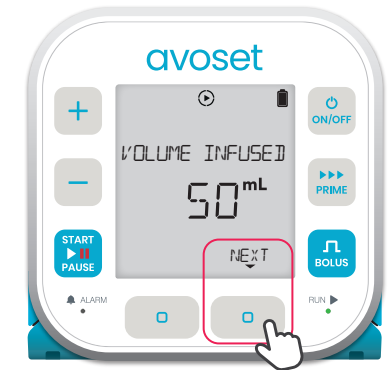 avoset
ON/OFF
VOLUME INFUSED
50 mL
PRIME
START
PAUSE
NEXT
BOLUS
ALARM
RUN